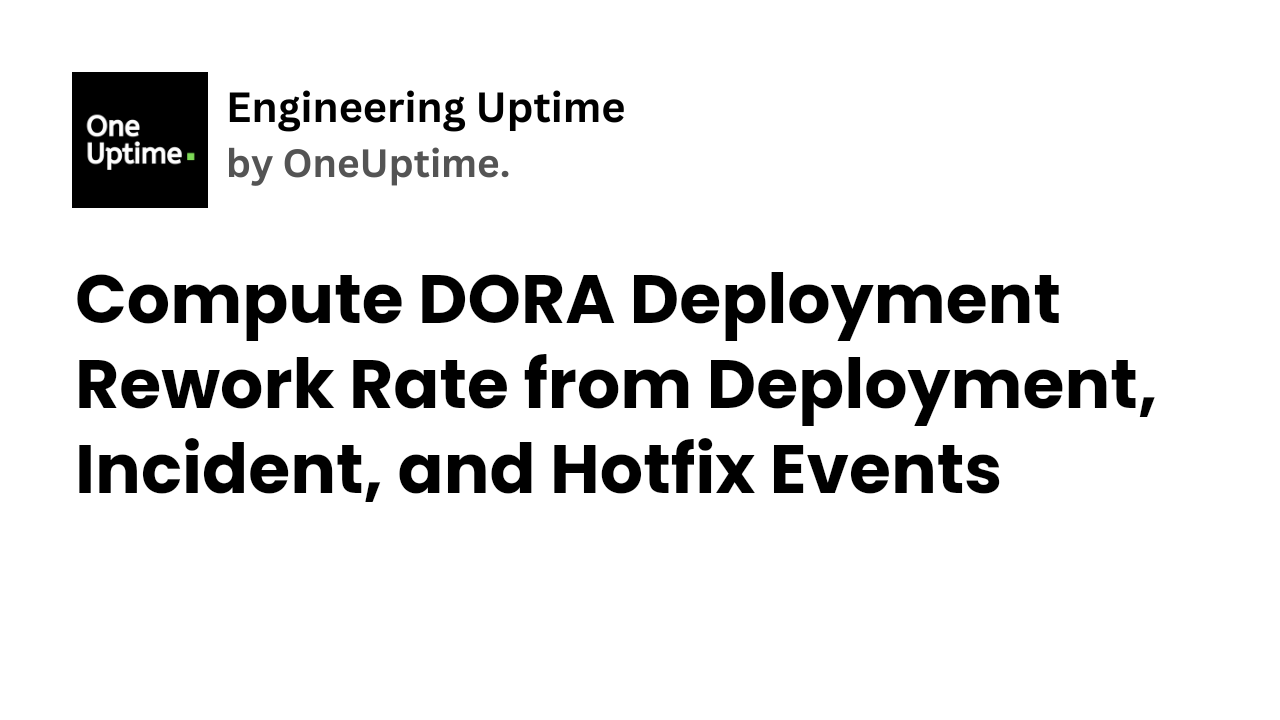 One
Uptime
Engineering Uptime
by OneUptime.
Compute DORA Deployment
Rework Rate from Deployment,
Incident, and Hotfix Events